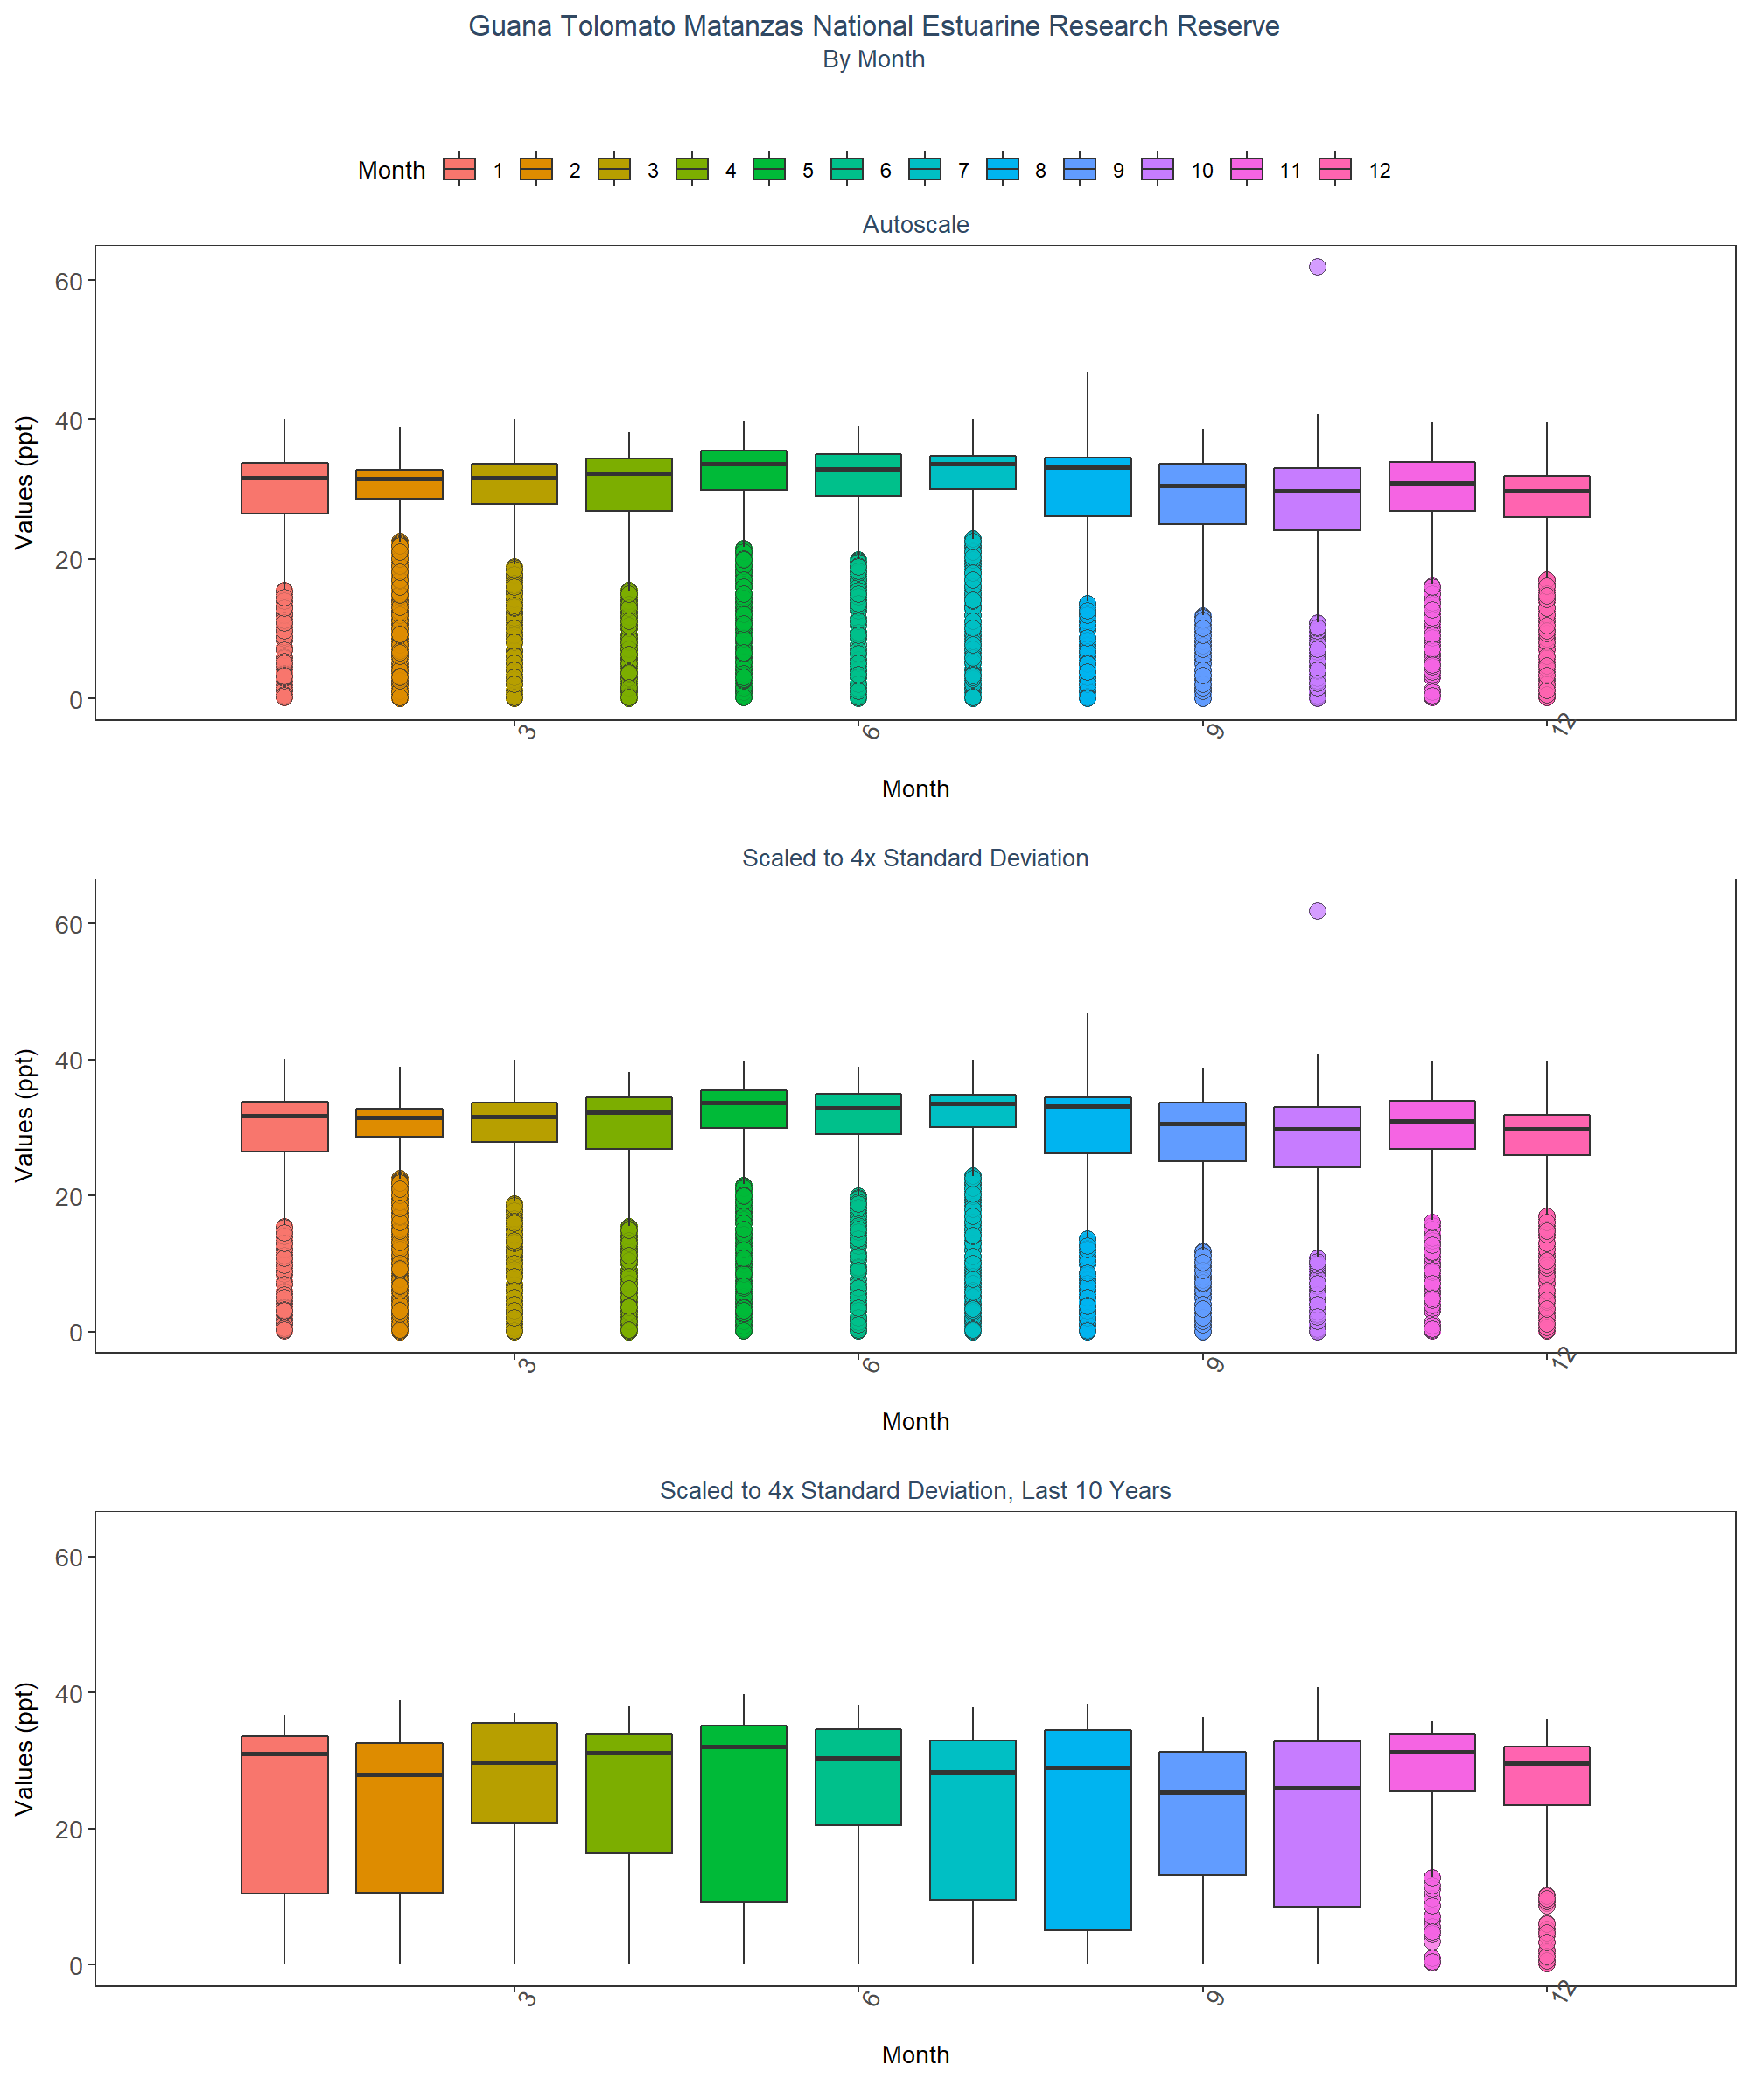 Guana Tolomato Matanzas National Estuarine Research Reserve
By Month
Month 1 2 3 4 5 6 7 8 9 10 11 12
Autoscale
Values (ppt)
60
40
20
0
3 6 9 12
Month
Scaled to 4x Standard Deviation
Values (ppt)
60
40
20
0
3 6 9 12
Month
Scaled to 4x Standard Deviation, Last 10 Years
Values (ppt)
60
40
20
0
3 6 9 12
Month